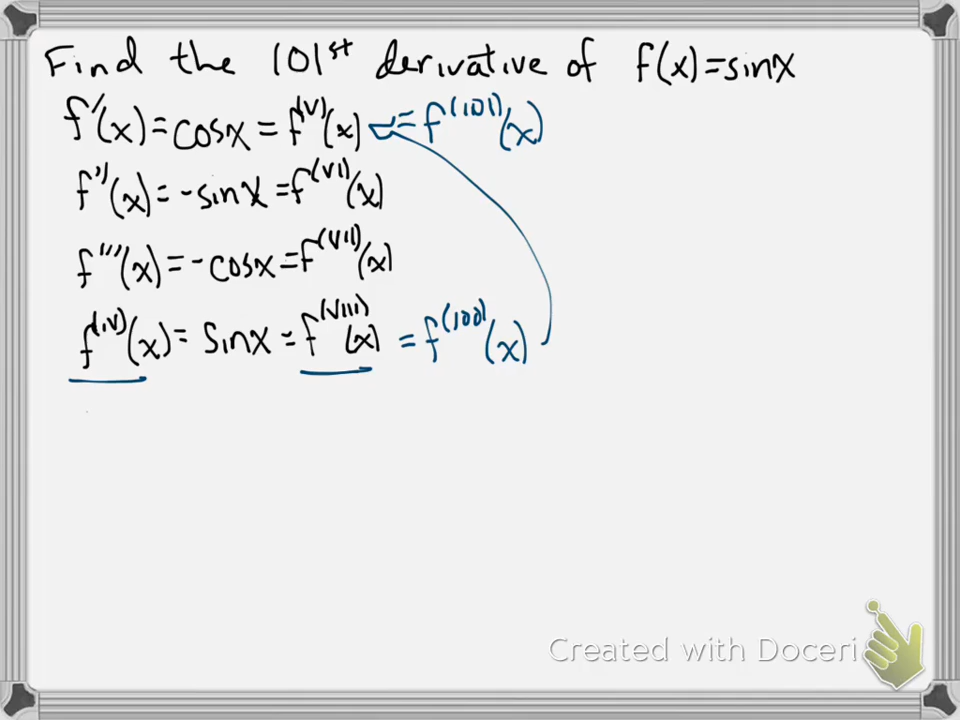 Find the 101st derivative of f(x)=sinx
f'(x)=cosx=f^(V)(x)=f^(101)(x)
f''(x)=-sinx=f^(VI)(x)
f'''(x)=-cosx=f^(VII)(x)
f^(IV)(x)=sinx=f^(VIII)(x)=f^(100)(x)
Created with Doceri